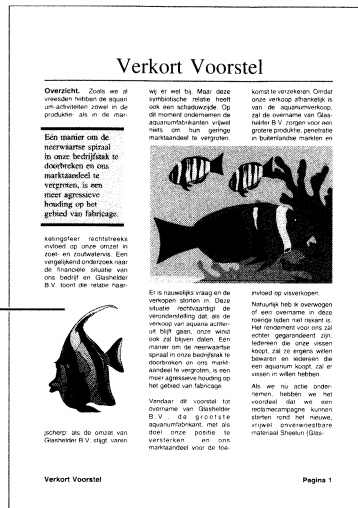 Verkort Voorstel
Overzicht. Zoals we al
vreesden hebben de aquari
um-activiteiten zowel in de
produktie als in de mar-
Eén manier om de
neerwaartse spiraal
in onze bedrijfstak te
doorbreken en ons
marktaandeel te
vergroten, is een
meer agressieve
houding op het
gebied van fabricage.
ketingsfeer rechtstreeks
invloed op onze omzet in
zoet- en zoutwatervis. Een
vergelijkend onderzoek naar
de financiële situatie van
ons bedrijf en Glashelder
B.V. toont die relatie haar-
jscherp: als de omzet van
Glashelder B.V. stijgt, varen
wij er wel bij. Maar deze
symbiotische relatie heeft
ook een schaduwzijde. Op
dit moment ondernemen de
aquariumfabrikanten vrijwel
niets om hun geringe
marktaandeel te vergroten.
Er is nauwelijks vraag en de
verkopen storten in. Deze
situatie rechtvaardigt de
veronderstelling dat, als de
verkoop van aquaria achter-
uit blijft gaan, onze winst
ook zal blijven dalen. Een
manier om de neerwaartse
spiraal in onze bedrijfstak te
doorbreken en ons markt-
aandeel te vergroten, is een
meer agressieve houding op
het gebied van fabricage.
Vandaar dit voorstel tot
overname van Glashelder
B.V., de grootste
aquariumfabrikant, met als
doel onze positie te
versterken en ons
marktaandeel voor de toe-
komst te verzekeren. Omdat
onze verkoop afhankelijk is
van de aquariumverkoop,
zal de overname van Glas-
helder B.V. zorgen voor een
grotere produktie, penetratie
in buitenlandse markten en
invloed op visverkopen.
Natuurlijk heb ik overwogen
of een overname in deze
roerige tijden niet riskant is.
Het rendement voor ons zal
echter gegarandeerd zijn.
Iedereen die onze vissen
koopt, zal ze ergens willen
bewaren en iedereen die
een aquarium koopt, zal er
vissen in willen hebben.
Als we nu actie onder-
nemen, hebben we het
voordeel dat we een
reclamecampagne kunnen
starten rond het nieuwe,
vrijwel onverwoestbare
materiaal Sheelun (Glas-
Verkort Voorstel
Pagina 1